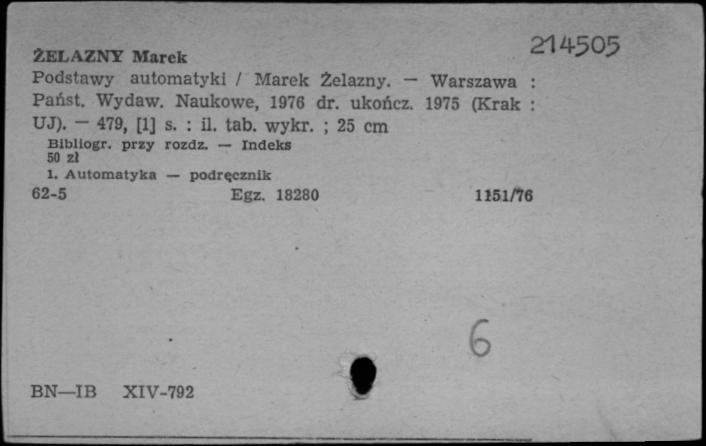 214505
ŻELAZNY Marek
Podstawy automatyki / Marek Żelazny. — Warszawa :
Państ. Wydaw. Naukowe, 1976 dr. ukończ. 1975 (Krak :
UJ). — 479, [1] s. : il. tab. wykr. ; 25 cm
Bibliogr. przy rozdz. — Indeks
50 zł
1. Automatyka — podręcznik
62-5 Egz. 18280 1151/76
6
BN—IB XIV-792